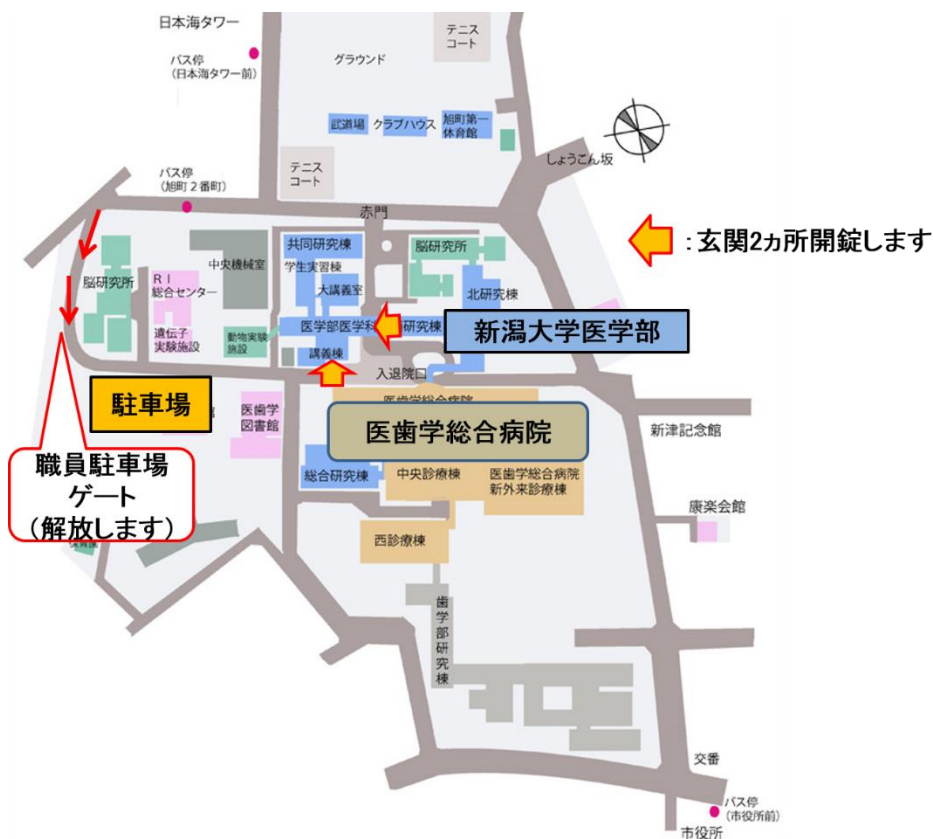 日本海タワー
バス停
(日本海タワー前)
グラウンド
テニス
コート
武道場
クラブハウス
旭町第一
体育館
しょうこん坂
バス停
(旭町2番町)
テニス
コート
赤門
:玄関2ヵ所開錠します
共同研究棟
学生実習棟
大講義室
中央機械室
脳研究所
脳研究所
RI
総合センター
北研究棟
遺伝子
実験施設
動物実験
施設
医学部医学科
研究棟
新潟大学医学部
講義棟
入退院口
駐車場
医歯学
図書館
医歯学総合病院
医歯学総合病院
新津記念館
職員駐車場
ゲート
(解放します)
総合研究棟
中央診療棟
医歯学総合病院
新外来診療棟
康楽会館
西診療棟
歯学部研究棟
交番
バス停
(市役所前)
市役所